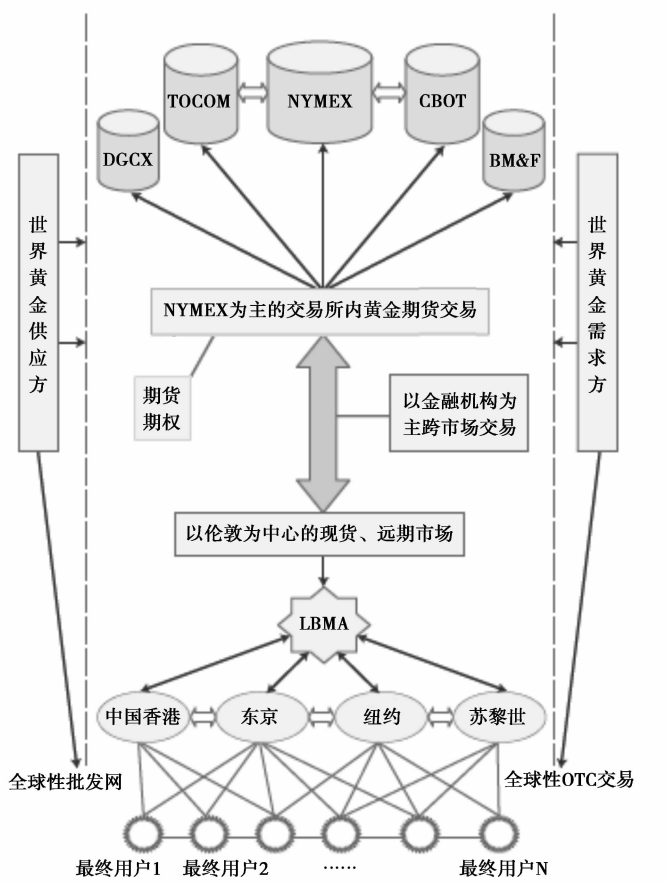 TOCOM
NYMEX
CBOT
DGCX
BM&F
世界黄金供应方
世界黄金需求方
NYMEX为主的交易所内黄金期货交易
期货
期权
以金融机构为
主跨市场交易
以伦敦为中心的现货、远期市场
LBMA
中国香港
东京
纽约
苏黎世
全球性批发网
全球性OTC交易
最终用户1
最终用户2
······
最终用户N